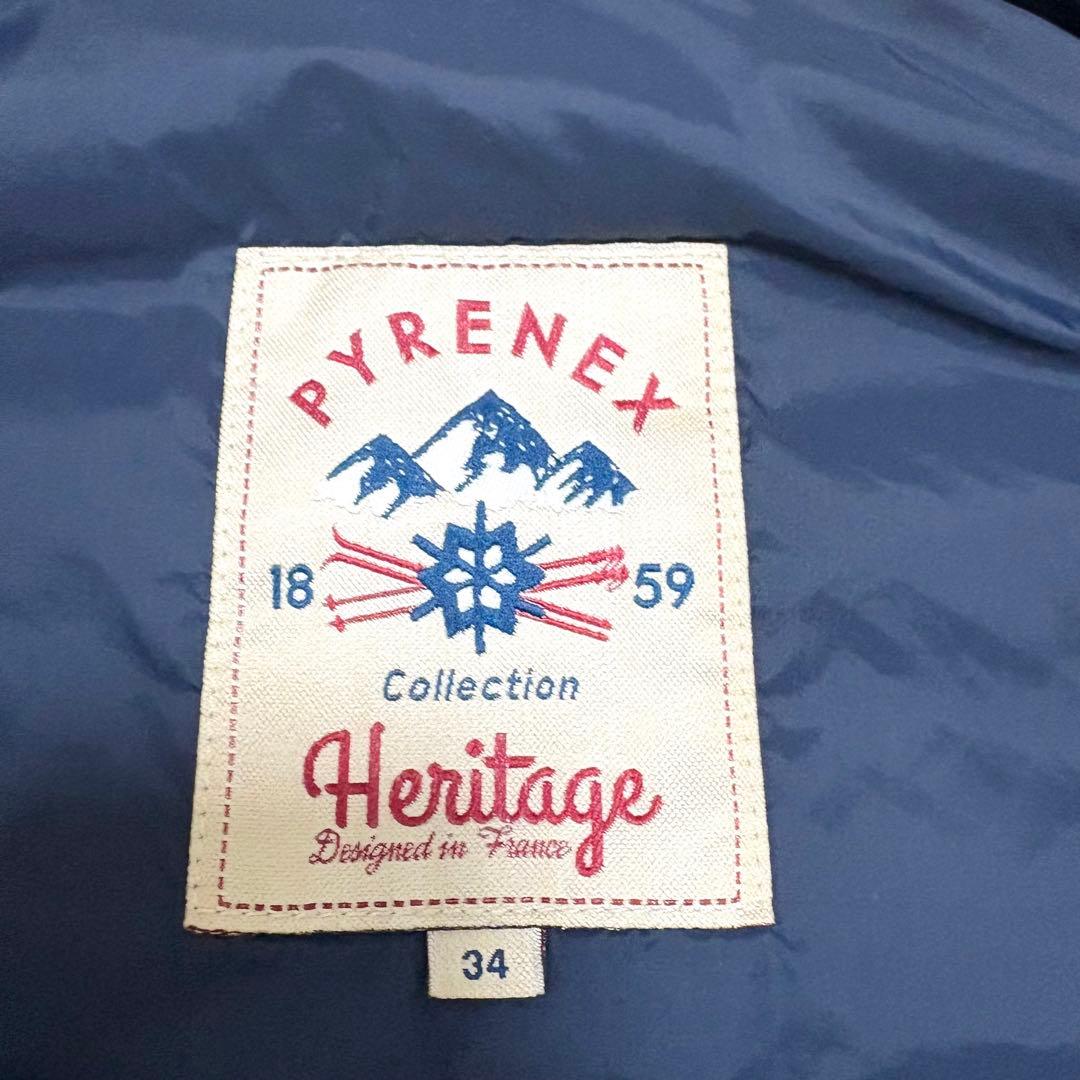 PYRENEX
18 59
Collection
Heritage
Designed in France
34